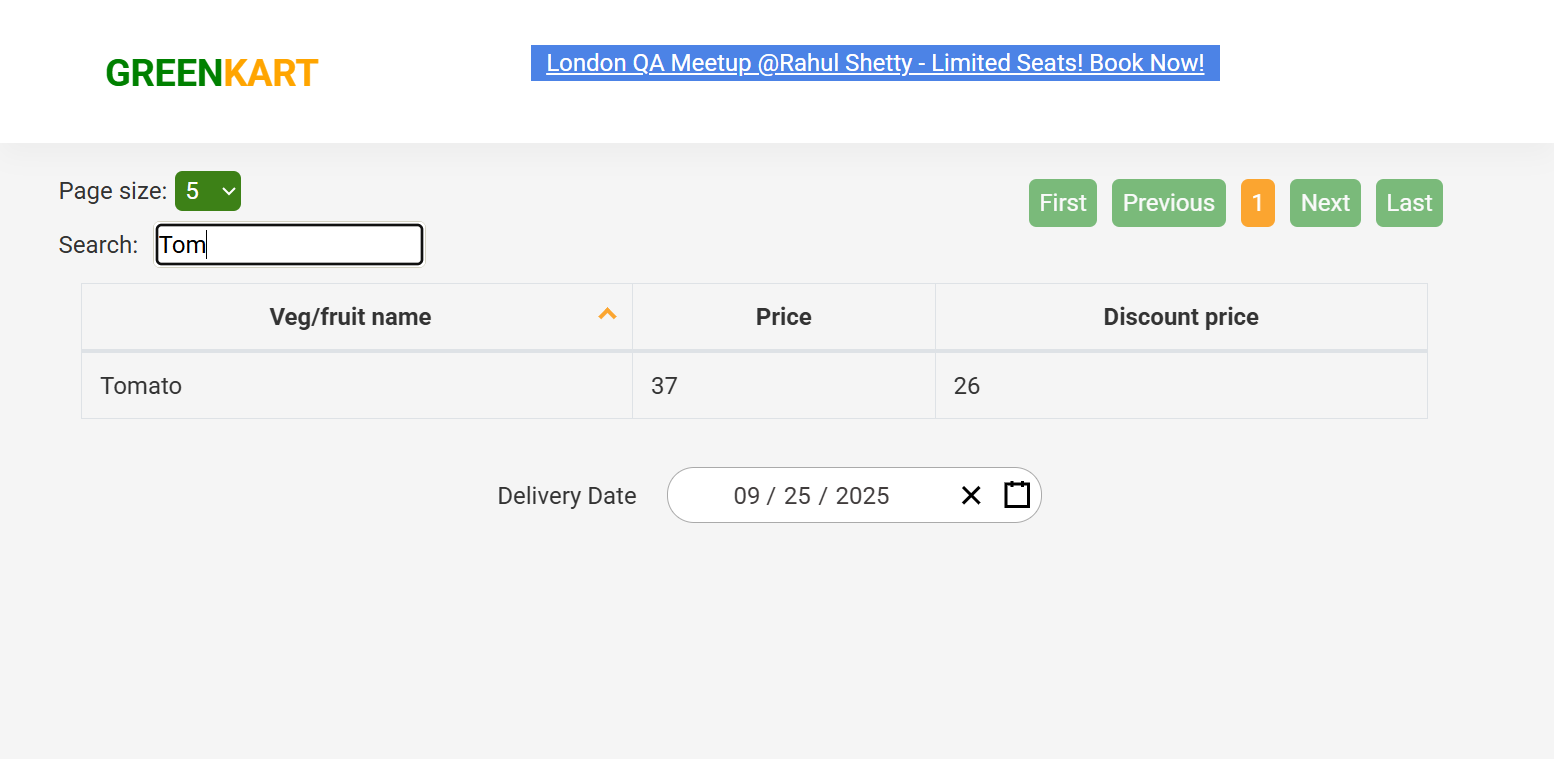 GREENKART
London QA Meetup @Rahul Shetty - Limited Seats! Book Now!
Page size: 5
First Previous 1 Next Last
Search: Tom
Veg/fruit name Price Discount price
Tomato 37 26
Delivery Date 09 / 25 / 2025